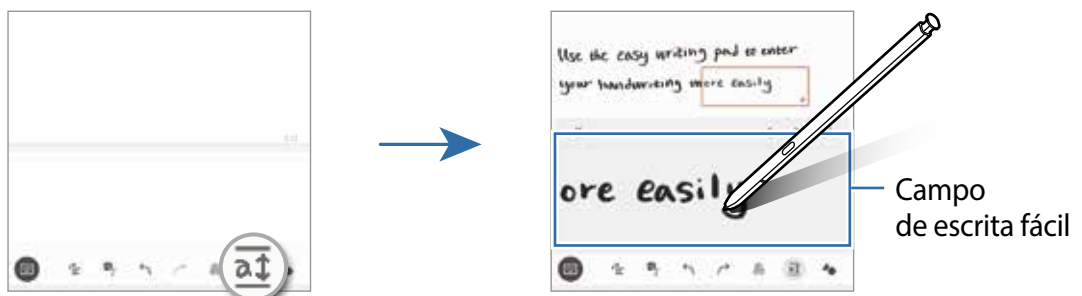 Use the easy writing pad to enter
your handwriting more easily
ore easily
a
Campo
de escrita fácil